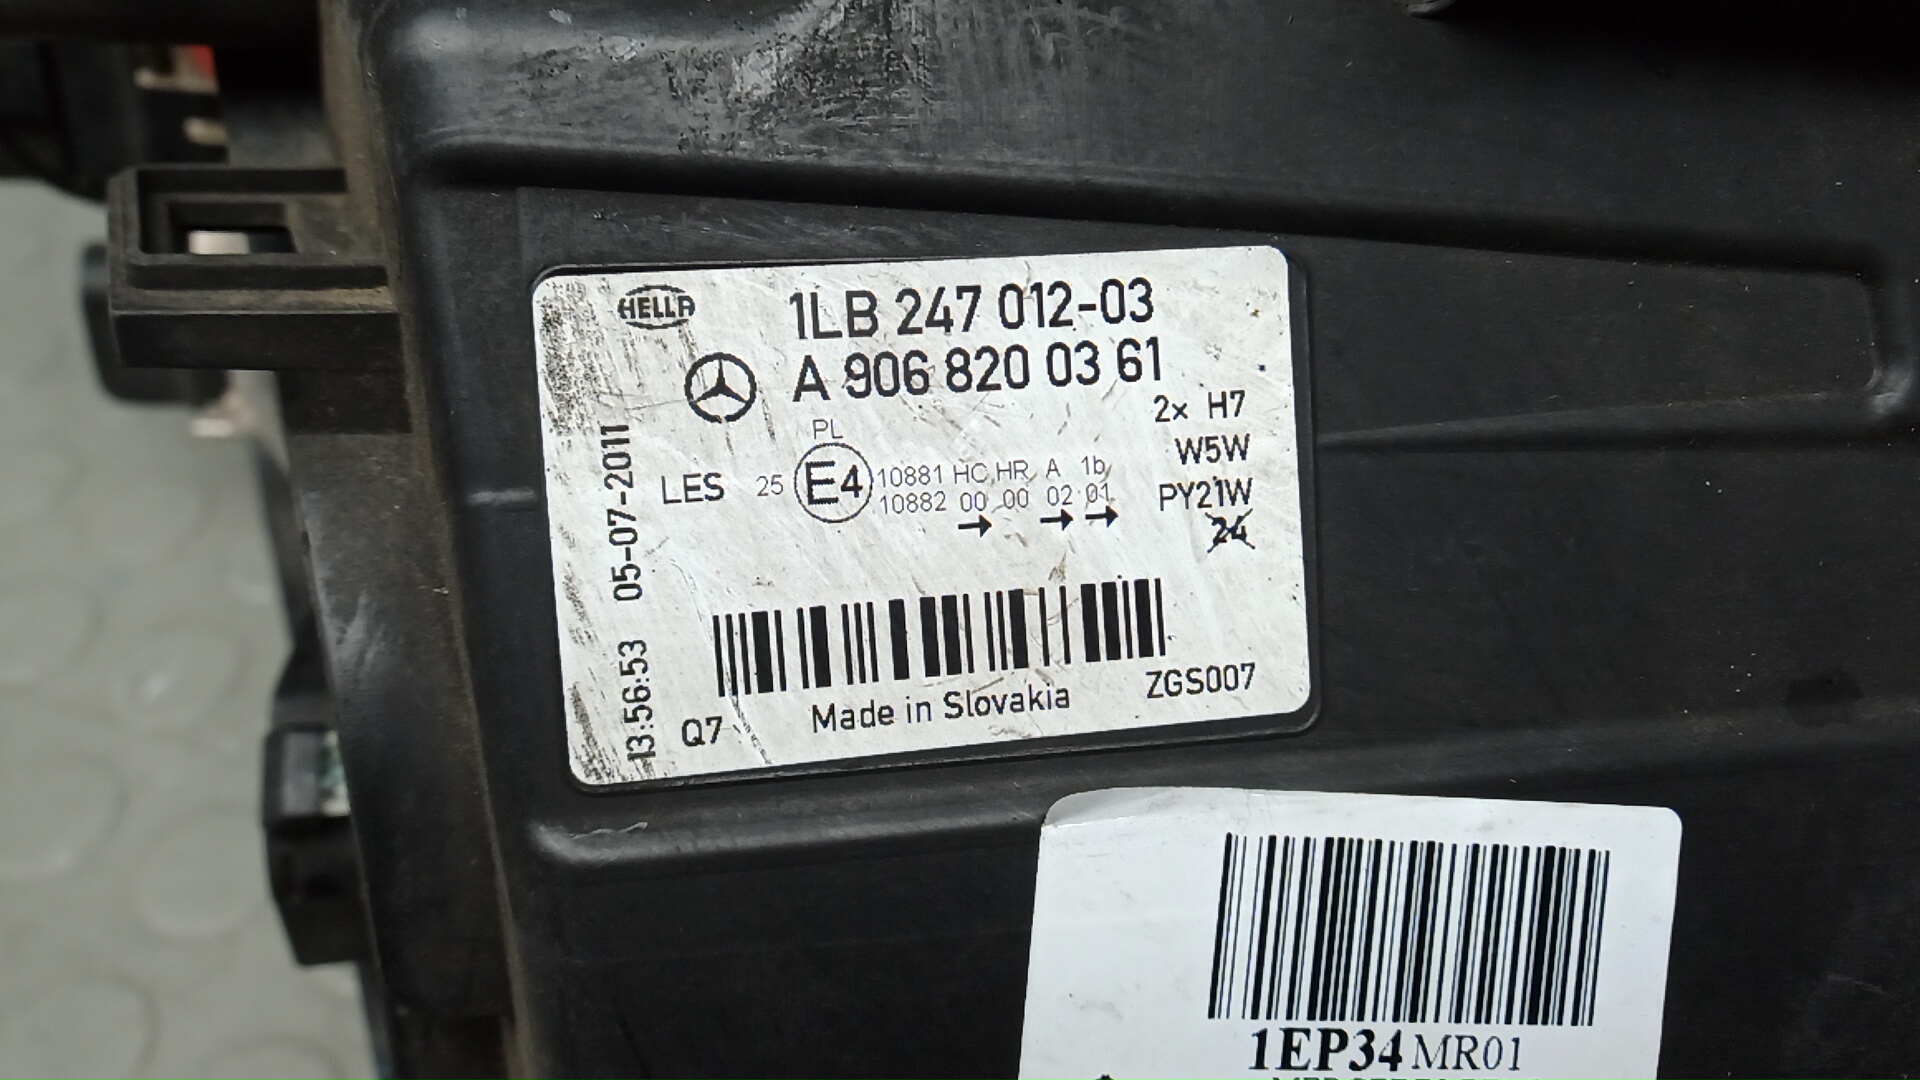 HELLA
1LB 247 012-03
A 906 820 03 61
2x H7
W5W
PY21W
24
PL
LES 25 E4 10881 HC HR A 1b
10882 00 00 02 01
→ → →
05-07-2011
13:56:53
Q7 Made in Slovakia ZGS007
1EP34MR01